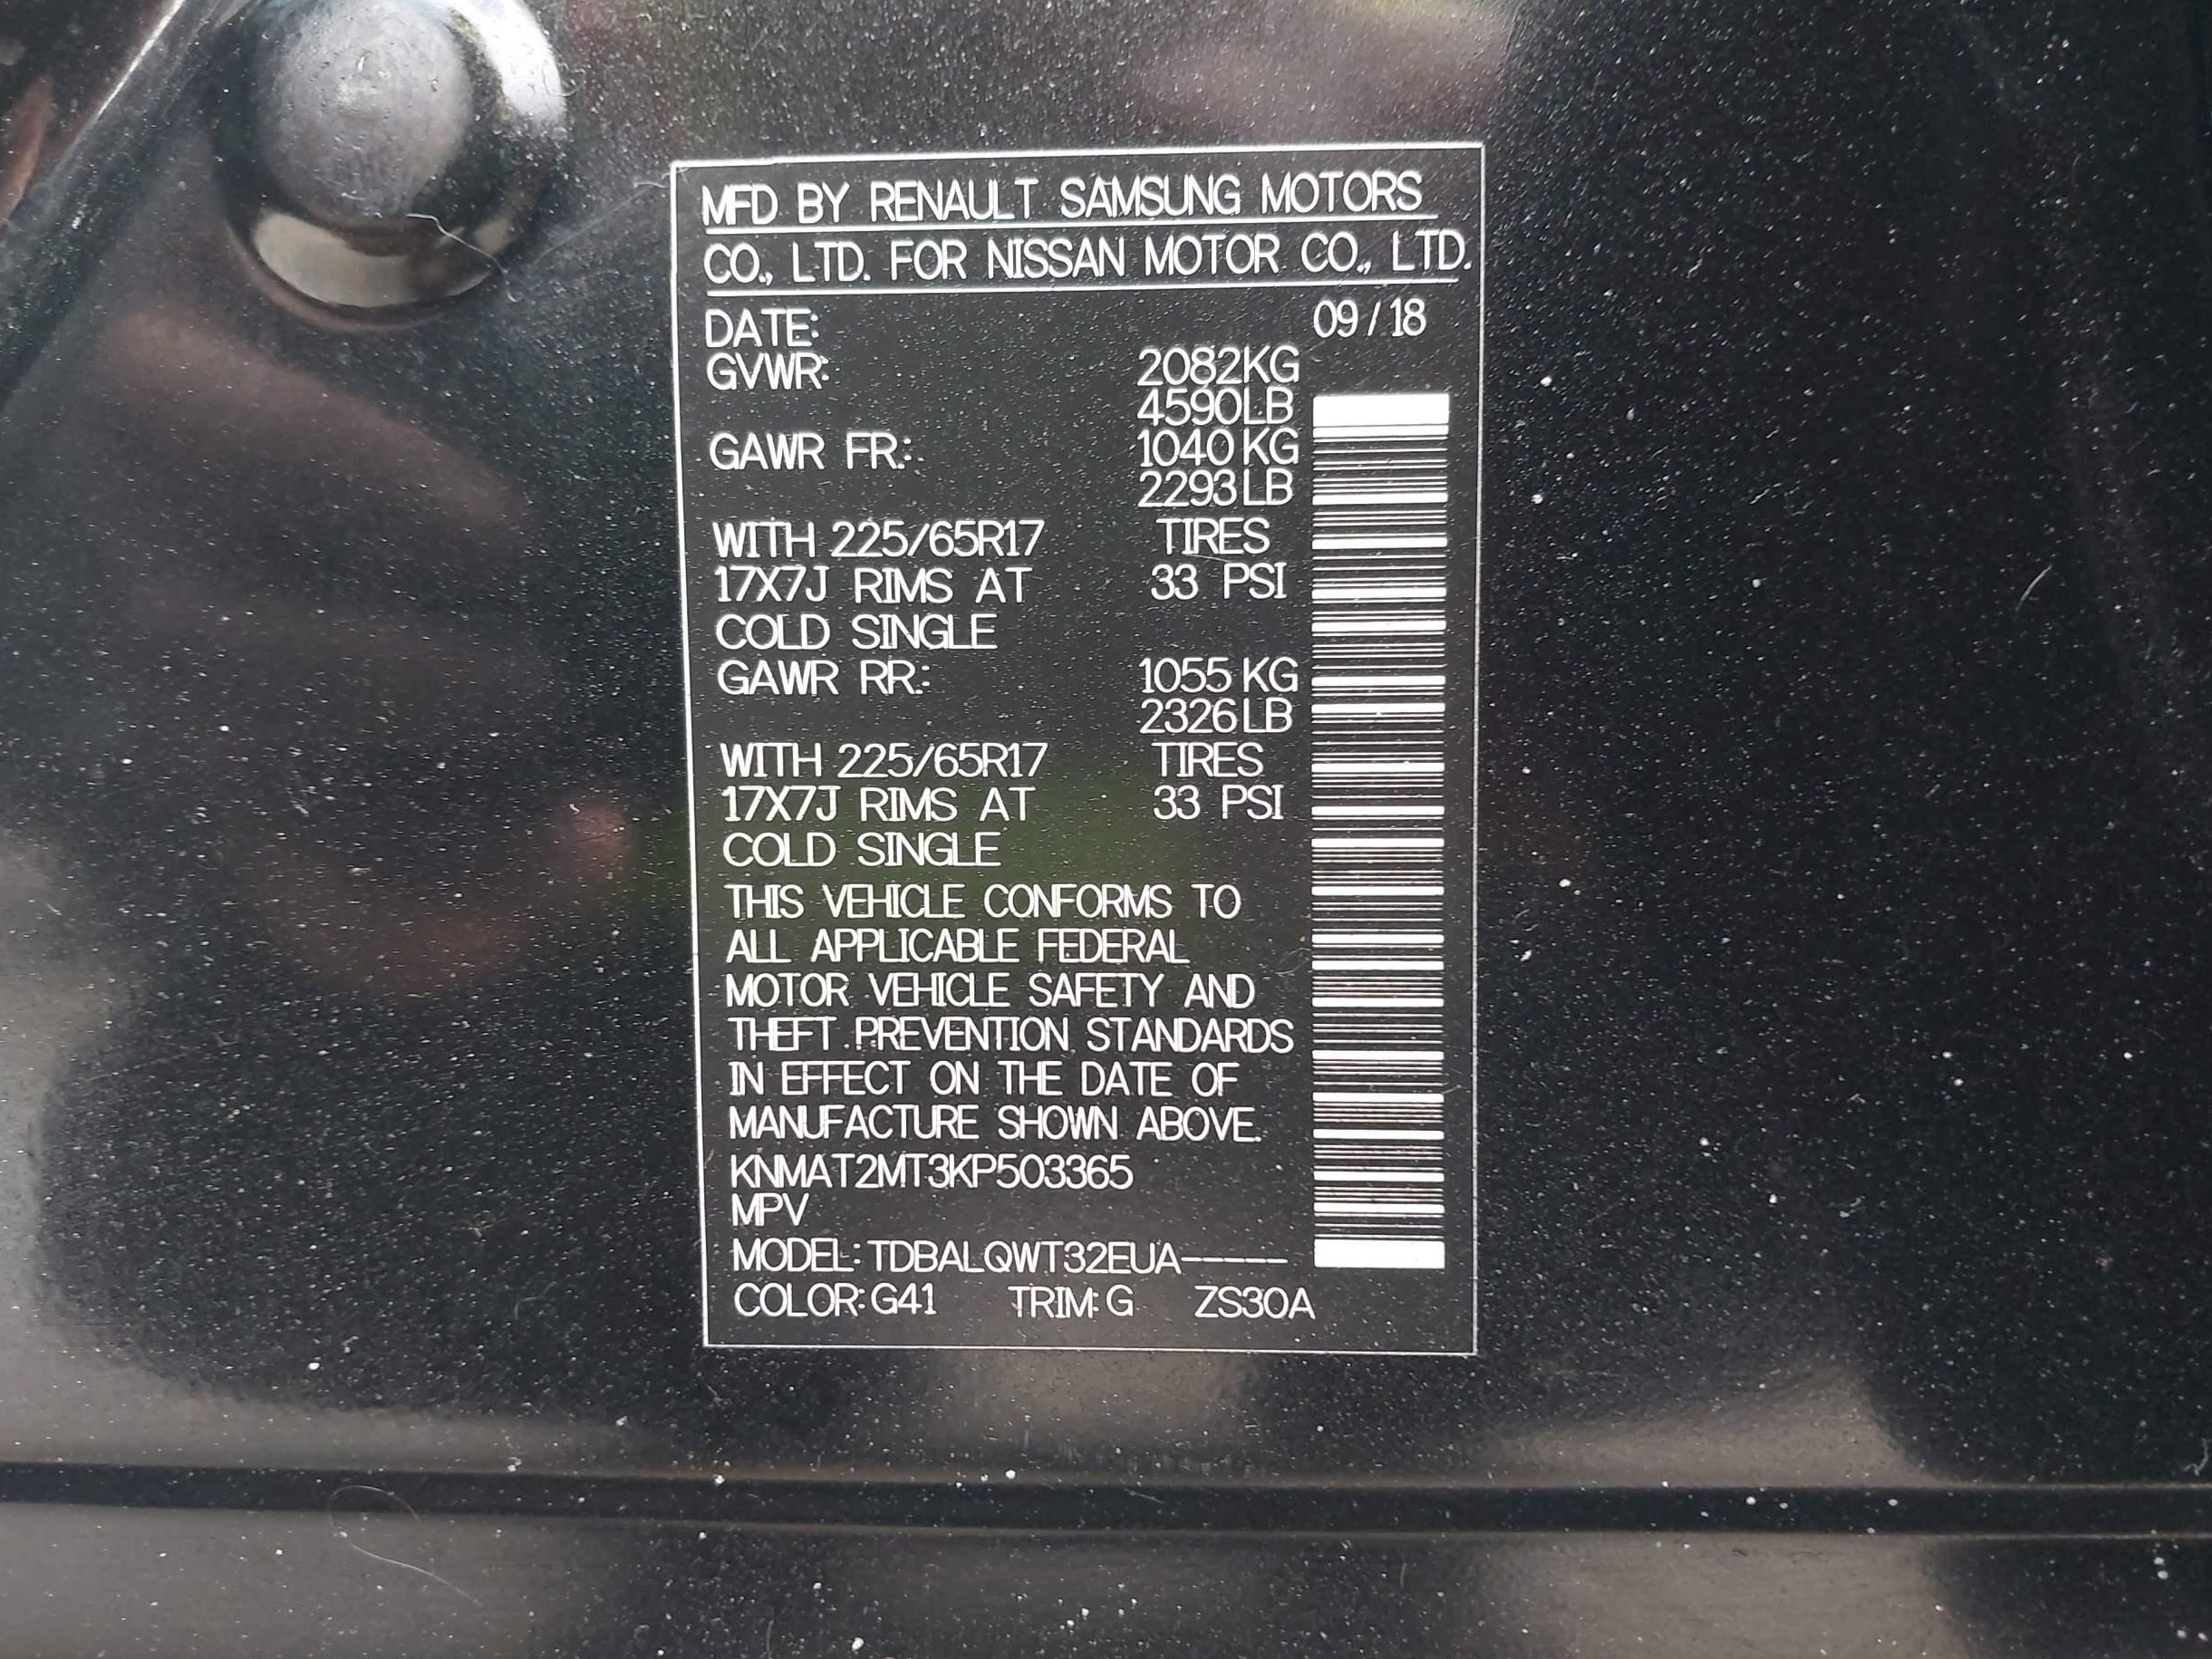 MFD BY RENAULT SAMSUNG MOTORS
CO., LTD. FOR NISSAN MOTOR CO., LTD.
DATE: 09 / 18
GVWR: 2082KG
4590LB
GAWR FR.: 1040 KG
2293LB
WITH 225/65R17 TIRES
17X7J RIMS AT 33 PSI
COLD SINGLE
GAWR RR.: 1055 KG
2326LB
WITH 225/65R17 TIRES
17X7J RIMS AT 33 PSI
COLD SINGLE
THIS VEHICLE CONFORMS TO
ALL APPLICABLE FEDERAL
MOTOR VEHICLE SAFETY AND
THEFT PREVENTION STANDARDS
IN EFFECT ON THE DATE OF
MANUFACTURE SHOWN ABOVE.
KNMAT2MT3KP503365
MPV
MODEL: TDBALQWT32EUA-----
COLOR: G41 TRIM: G ZS30A